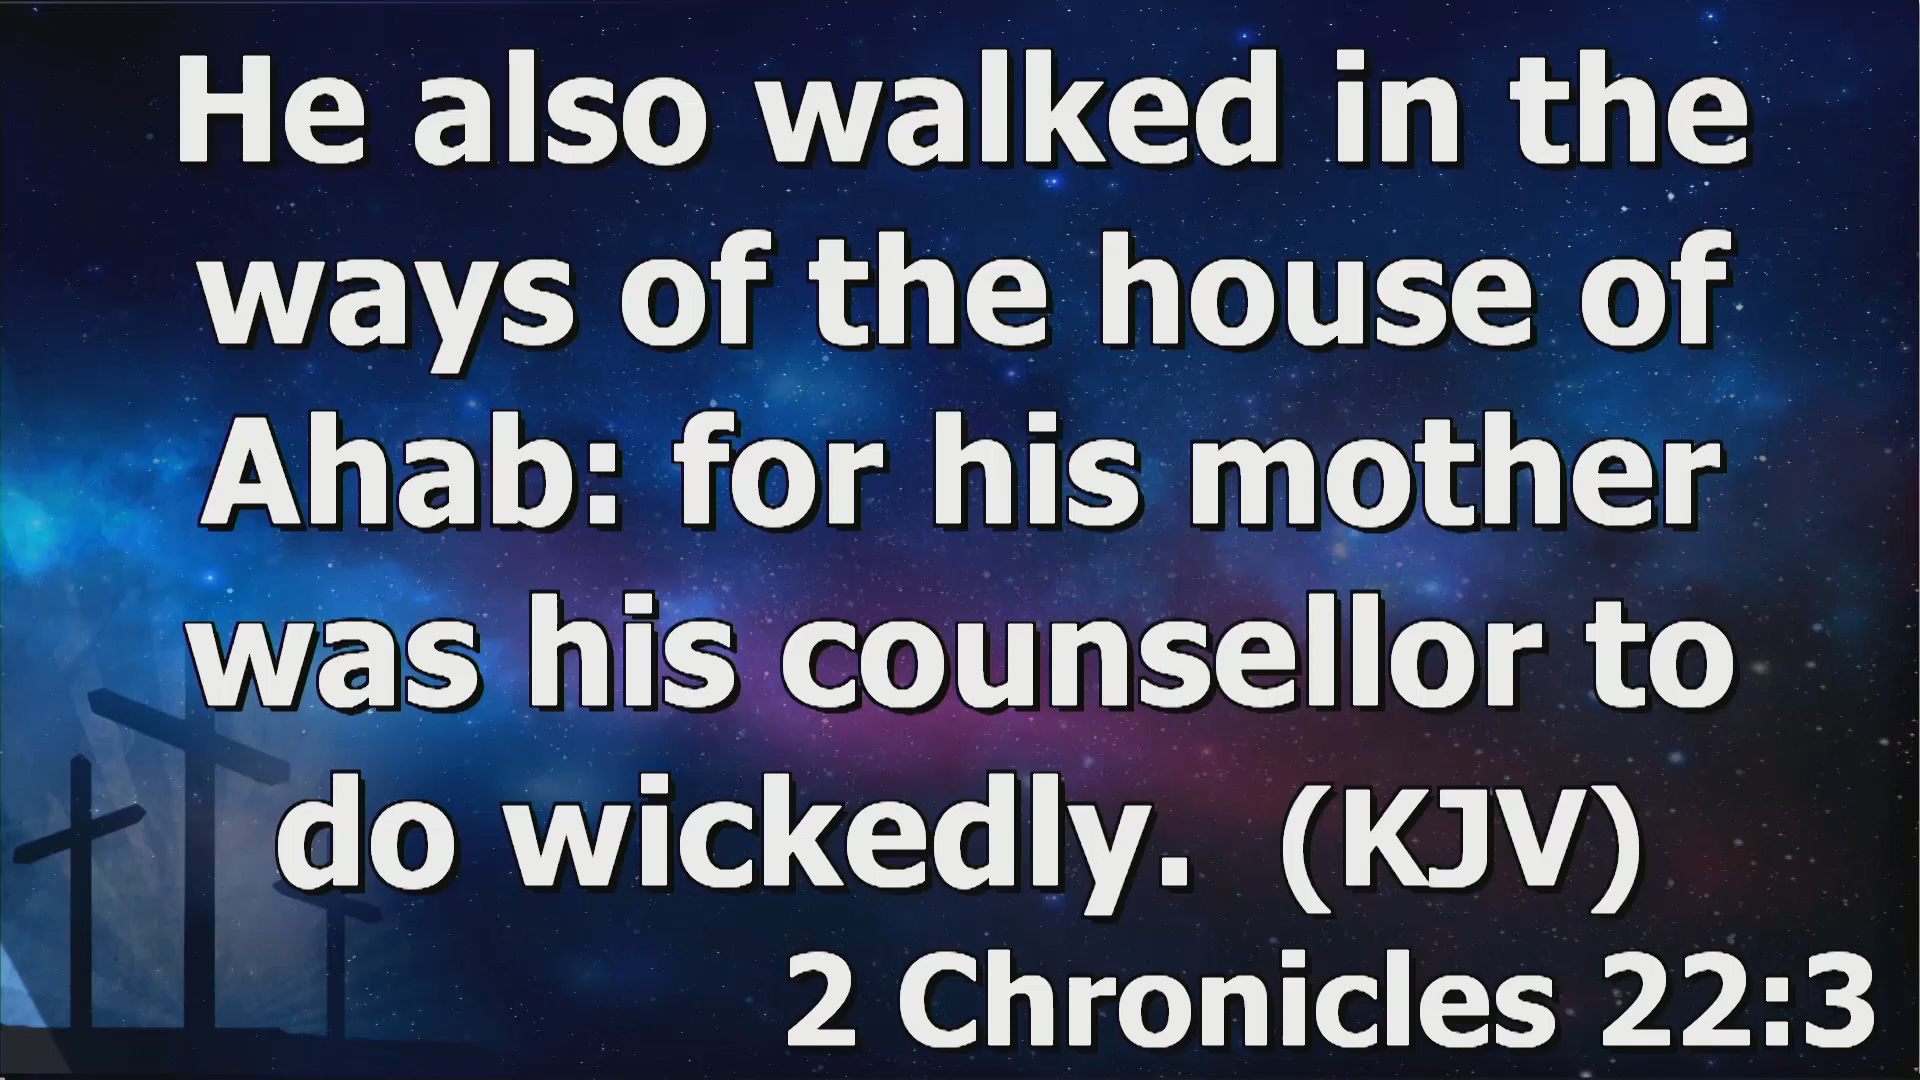 He also walked in the
ways of the house of
Ahab: for his mother
was his counsellor to
do wickedly.  (KJV)
2 Chronicles 22:3